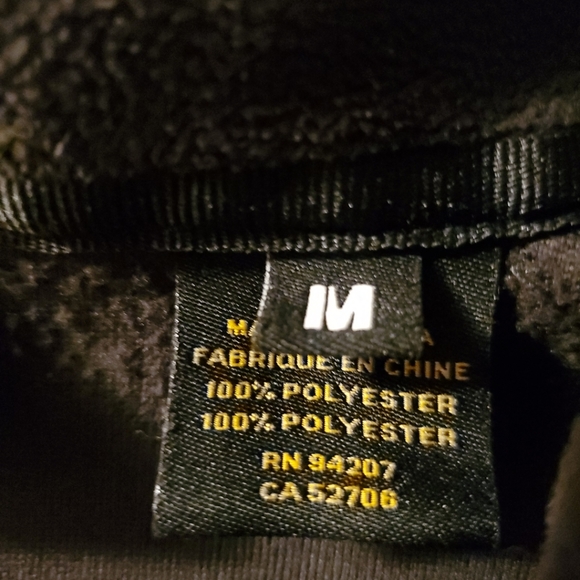 M
FABRIQUE EN CHINE
100% POLYESTER
100% POLYESTER
RN 94207
CA 52706